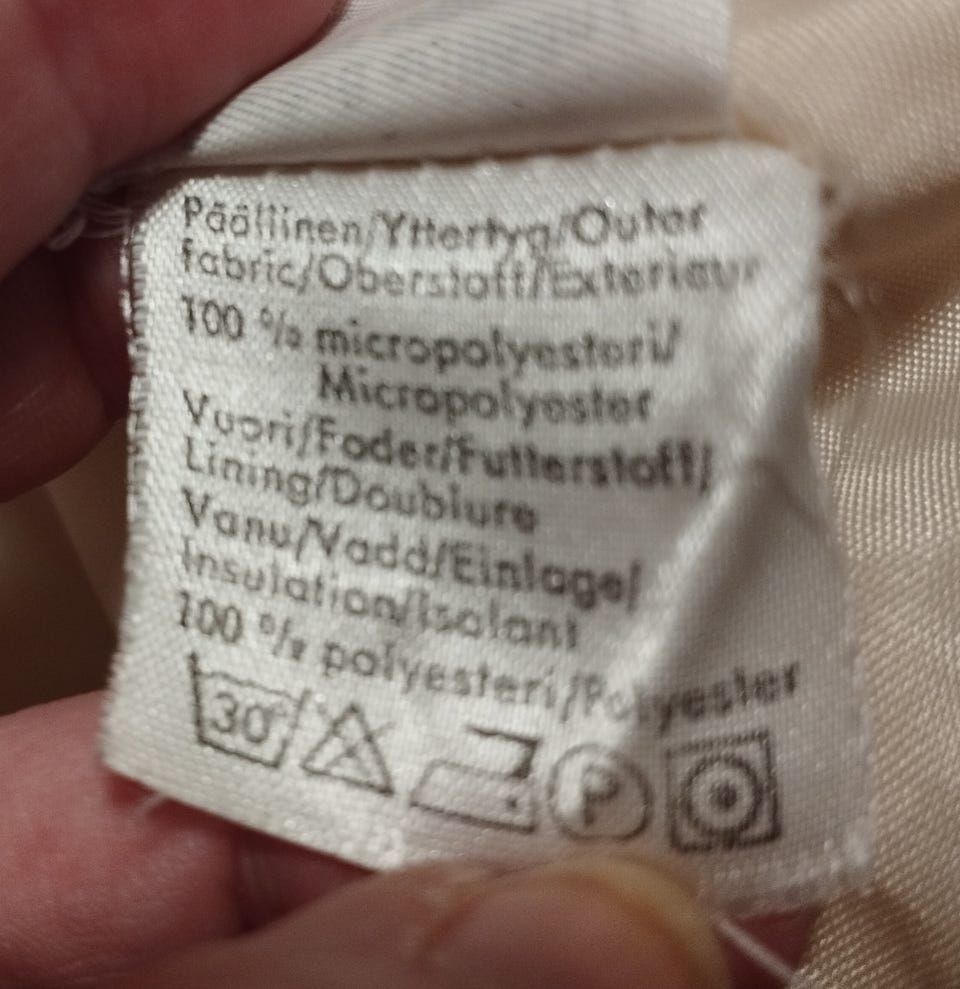 Päällinen/Yttertyg/Outer
fabric/Oberstoff/Exterieur
100 % micropolyesteri/
Micropolyester
Vuori/Foder/Futterstoff/
Lining/Doublure
Vanu/Vadd/Einlage/
Insulation/Isolant
100 % polyesteri/Polyester
30° P